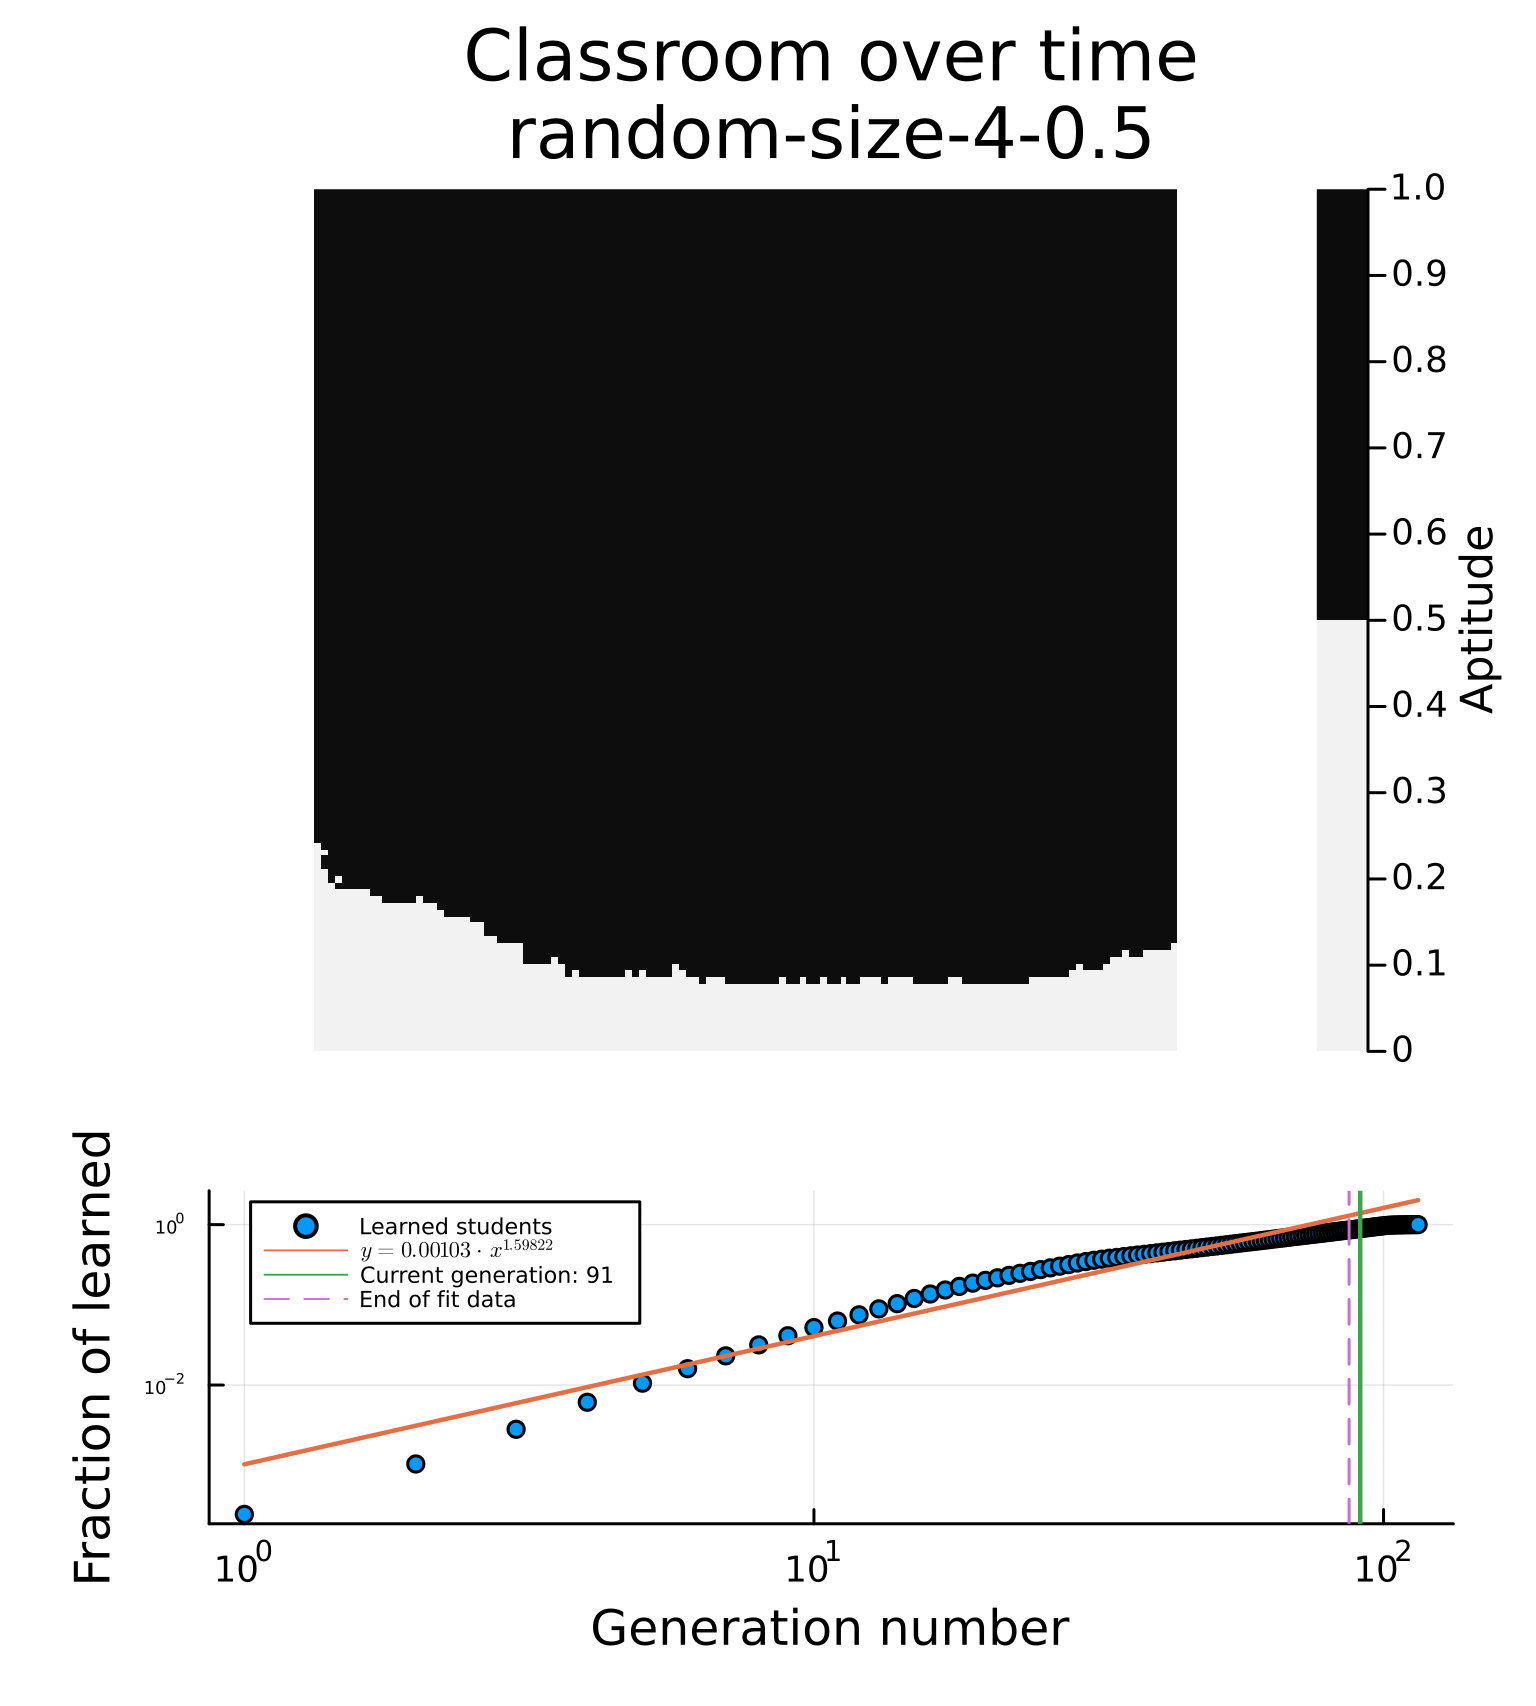 Classroom over time
random-size-4-0.5
1.0
0.9
0.8
0.7
0.6
0.5
0.4
0.3
0.2
0.1
0
Aptitude
Fraction of learned
10^0
10^-2
Learned students
y = 0.00103 · x^1.59822
Current generation: 91
End of fit data
10^0
10^1
10^2
Generation number